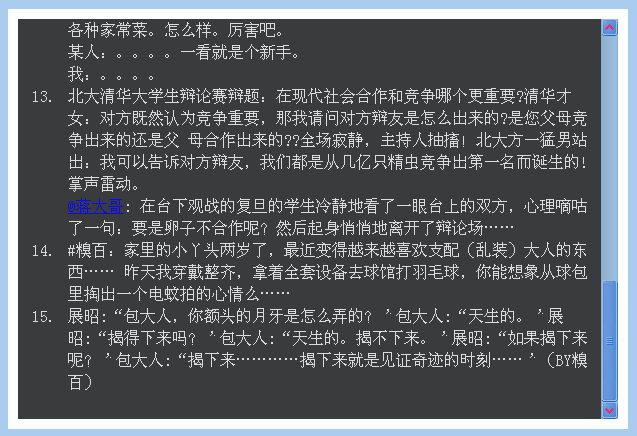 各种家常菜。怎么样。厉害吧。
某人：。。。。一看就是个新手。
我：。。。。
13. 北大清华大学生辩论赛辩题：在现代社会合作和竞争哪个更重要?清华才
女：对方既然认为竞争重要，那我请问对方辩友是怎么出来的?是您父母竞
争出来的还是父 母合作出来的??全场寂静，主持人抽搐! 北大方一猛男站
出：我可以告诉对方辩友，我们都是从几亿只精虫竞争出第一名而诞生的!
掌声雷动。
@蒋大哥: 在台下观战的复旦的学生冷静地看了一眼台上的双方，心理嘀咕
了一句：要是卵子不合作呢？然后起身悄悄地离开了辩论场……
14. #糗百：家里的小丫头两岁了，最近变得越来越喜欢支配（乱装）大人的东
西…… 昨天我穿戴整齐，拿着全套设备去球馆打羽毛球，你能想象从球包
里掏出一个电蚊拍的心情么……
15. 展昭:“包大人，你额头的月牙是怎么弄的？ ’包大人:“天生的。’展
昭:“揭得下来吗？ ’包大人:“天生的。揭不下来。’展昭:“如果揭下来
呢？ ’包大人:“揭下来…………揭下来就是见证奇迹的时刻…… ’（BY糗
百）